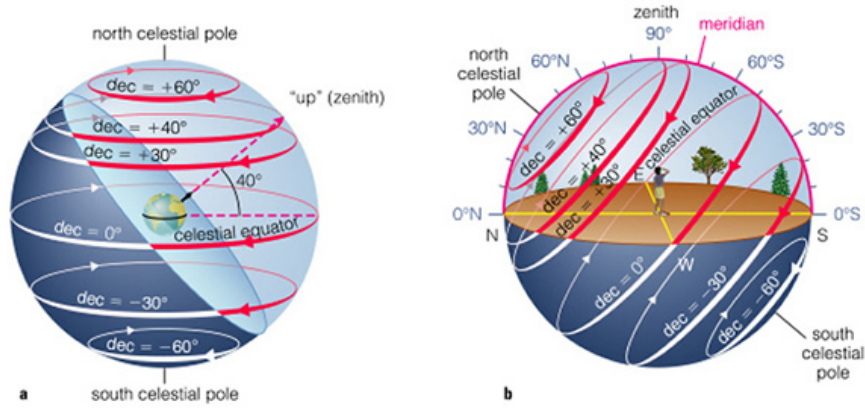 north celestial pole
dec = +60°
"up" (zenith)
dec = +40°
dec = +30°
40°
dec = 0°
celestial equator
dec = −30°
dec = −60°
a
south celestial pole
zenith
90°
meridian
north
celestial
pole
60°N
60°S
30°N
30°S
dec = +60°
dec = +40°
dec = +30°
celestial equator
E
0°N
0°S
N
S
W
dec = 0°
dec = −30°
dec = −60°
south
celestial
pole
b